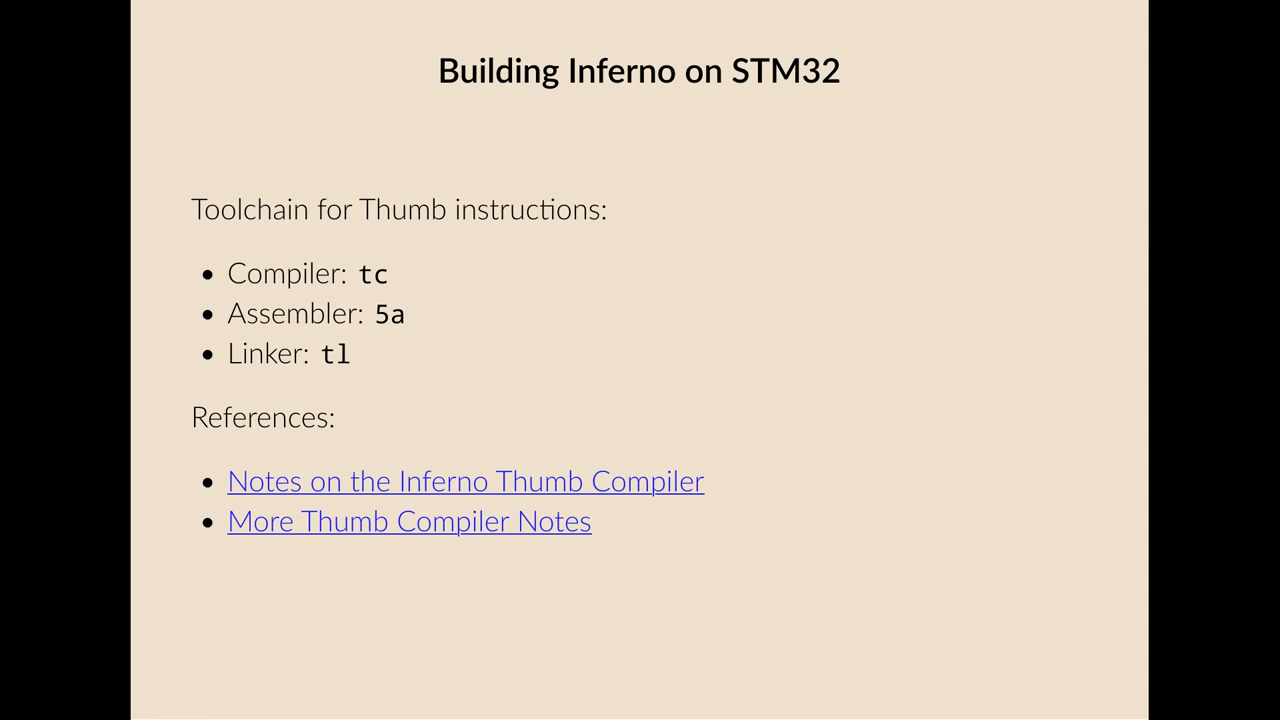 Building Inferno on STM32
Toolchain for Thumb instructions:
• Compiler: tc
• Assembler: 5a
• Linker: tl
References:
• Notes on the Inferno Thumb Compiler
• More Thumb Compiler Notes